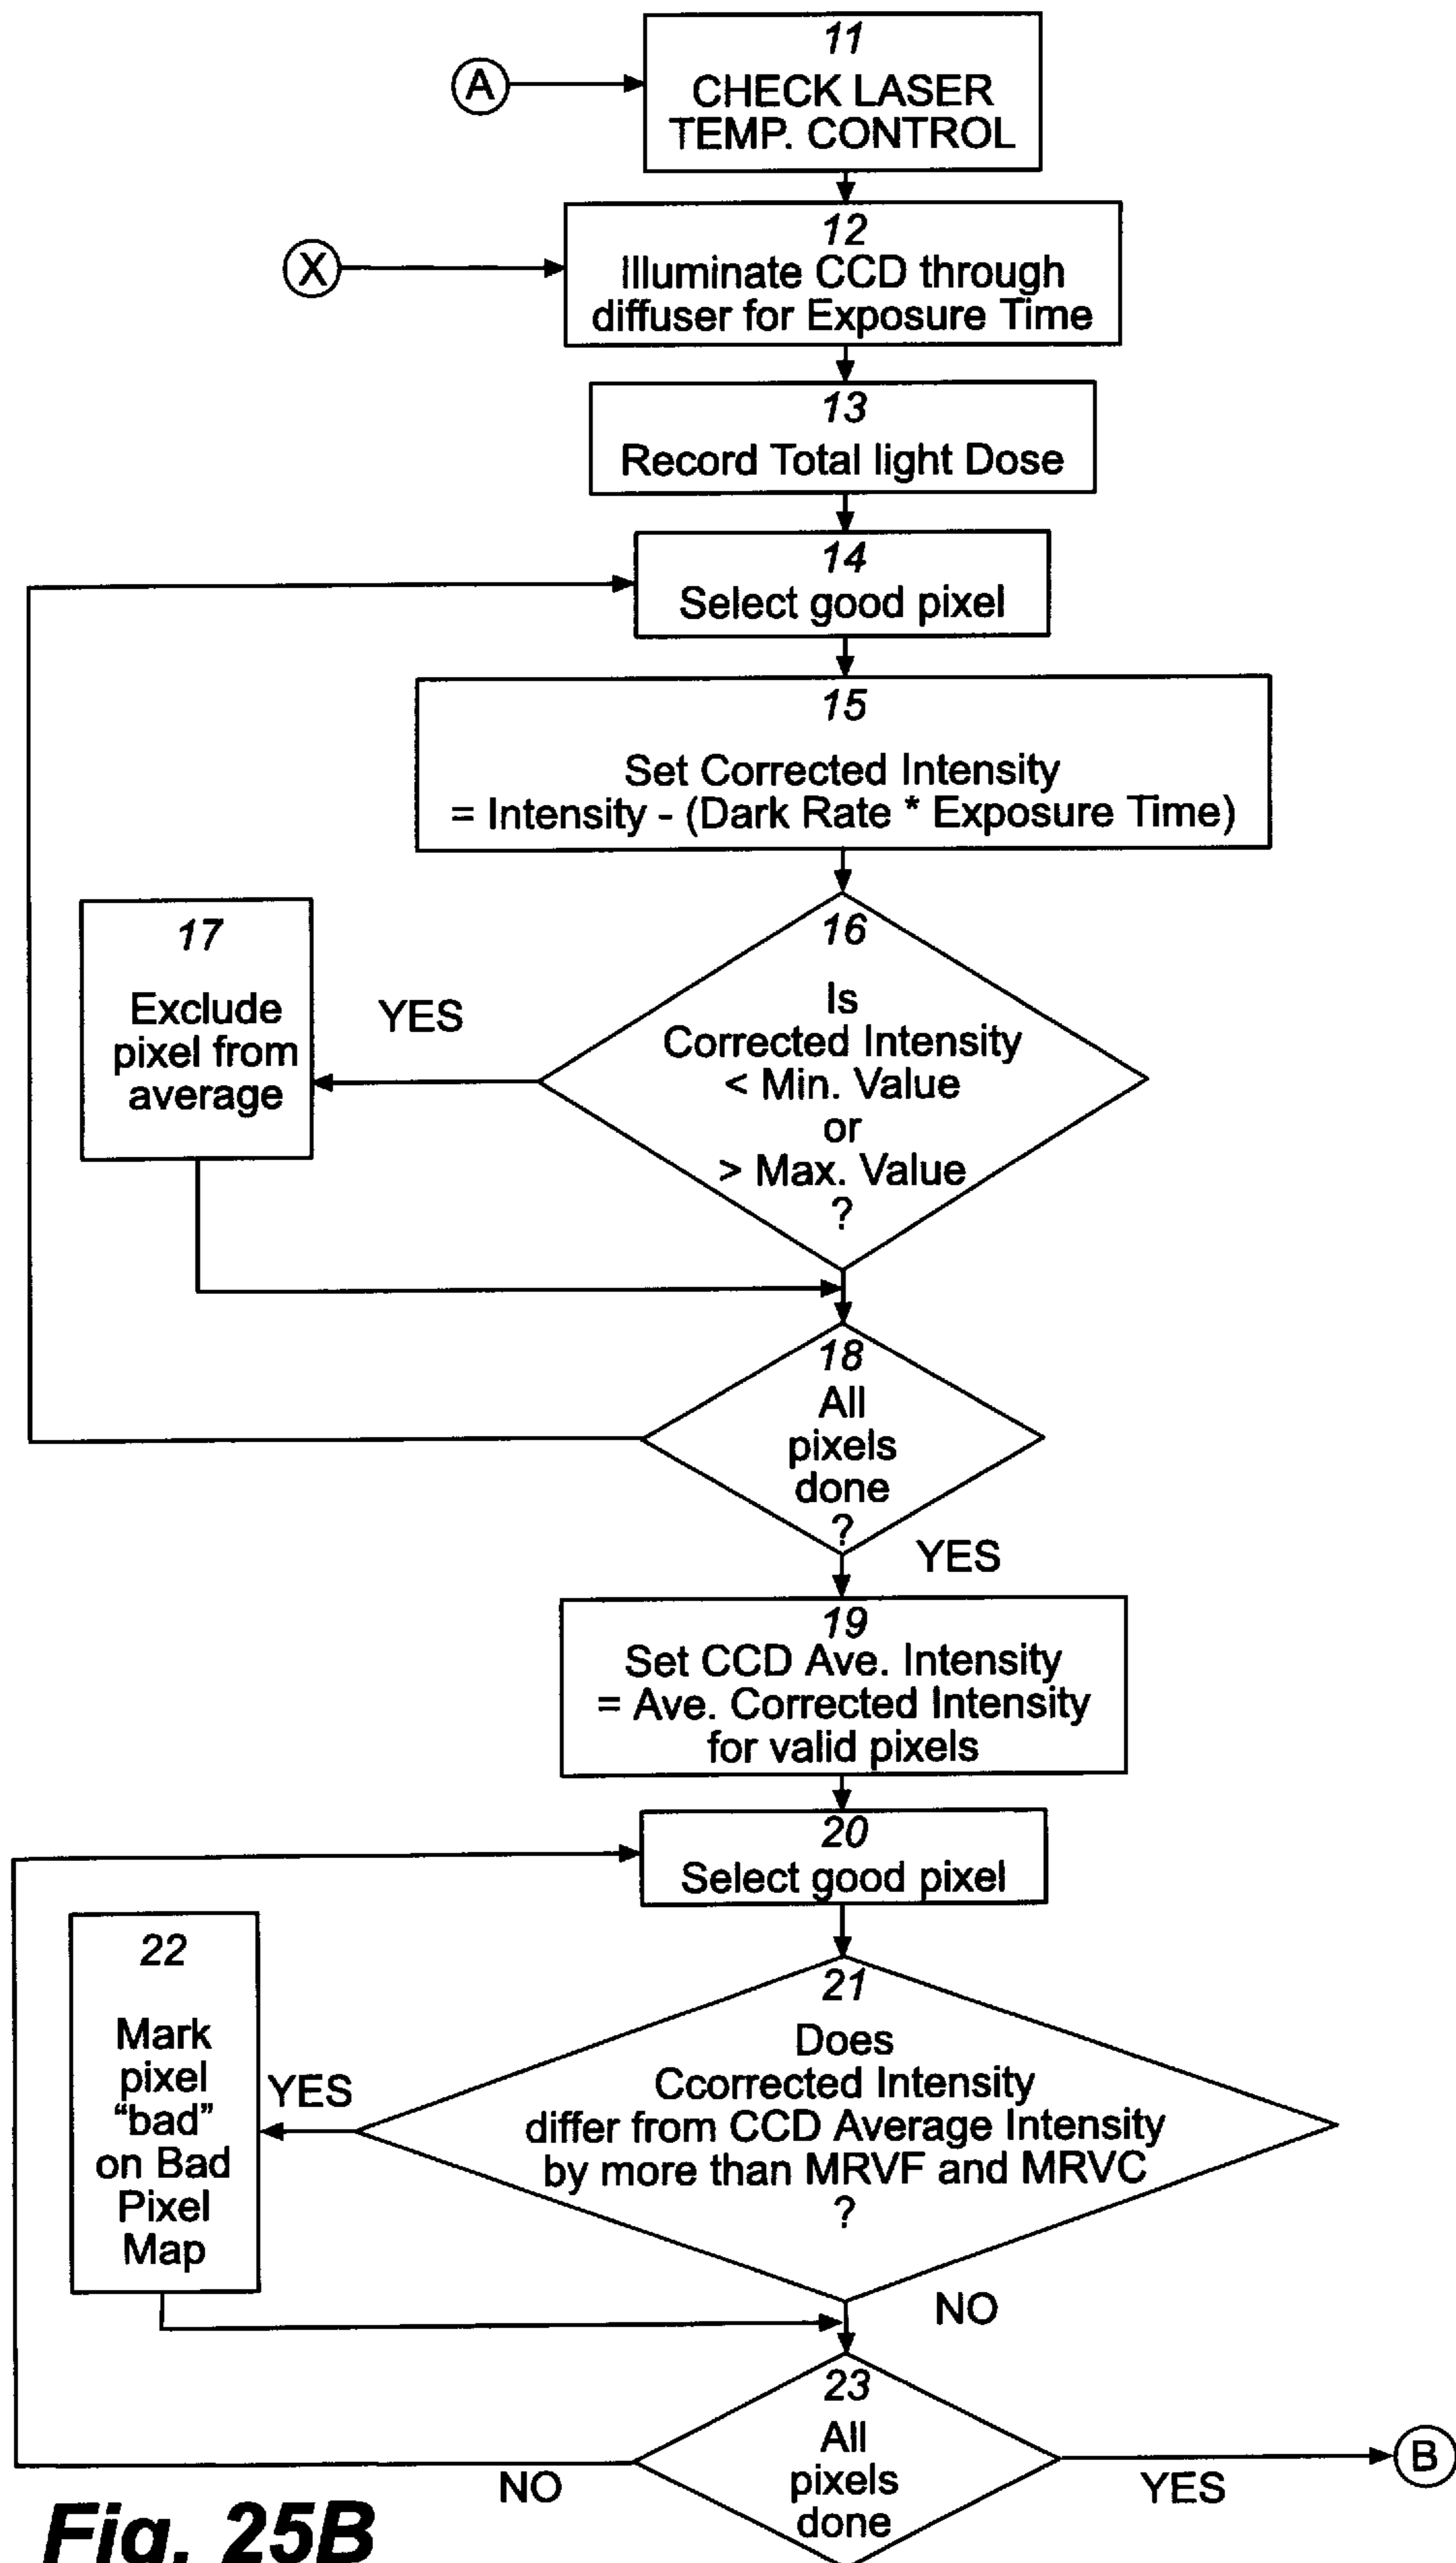 11
A
CHECK LASER
TEMP. CONTROL
12
X
Illuminate CCD through
diffuser for Exposure Time
13
Record Total light Dose
14
Select good pixel
15
Set Corrected Intensity
= Intensity - (Dark Rate * Exposure Time)
16
Is
Corrected Intensity
< Min. Value
or
> Max. Value
?
YES
17
Exclude
pixel from
average
18
All
pixels
done
?
YES
19
Set CCD Ave. Intensity
= Ave. Corrected Intensity
for valid pixels
20
Select good pixel
21
Does
Ccorrected Intensity
differ from CCD Average Intensity
by more than MRVF and MRVC
?
YES
22
Mark
pixel
“bad”
on Bad
Pixel
Map
NO
23
All
pixels
done
NO
YES
B
Fig. 25B